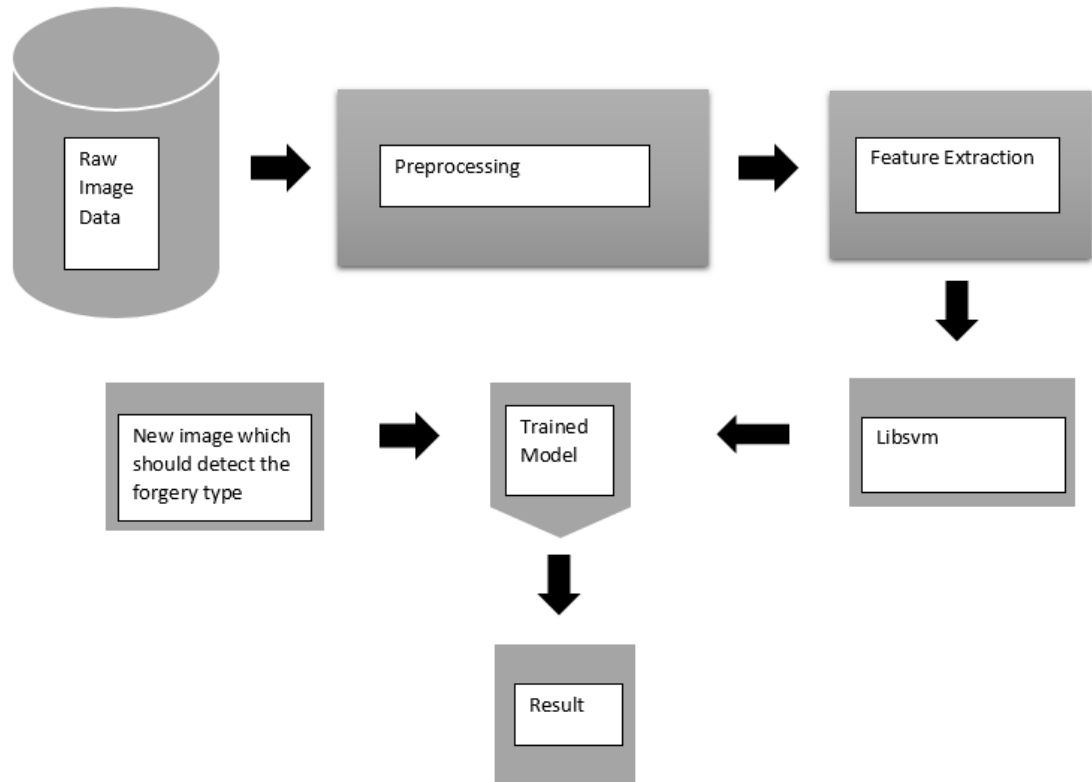 Raw
Image
Data
Preprocessing
Feature Extraction
New image which
should detect the
forgery type
Trained
Model
Libsvm
Result